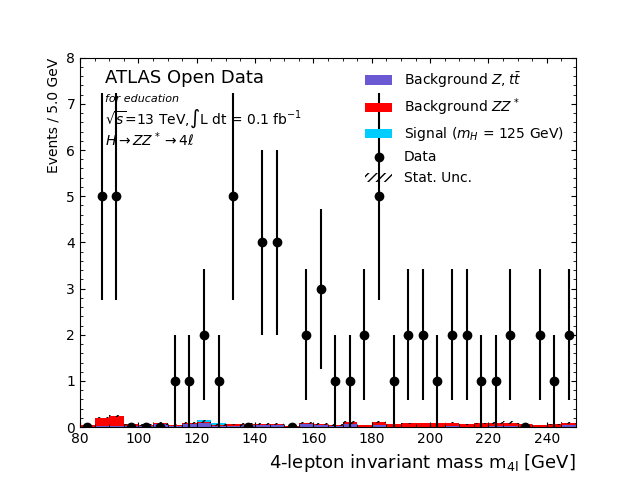 ATLAS Open Data
for education
√s=13 TeV,∫L dt = 0.1 fb⁻¹
H→ZZ*→4ℓ
Background Z, tt̄
Background ZZ*
Signal (m_H = 125 GeV)
Data
Stat. Unc.
Events / 5.0 GeV
8
7
6
5
4
3
2
1
0
80 100 120 140 160 180 200 220 240
4-lepton invariant mass m₄ₗ [GeV]